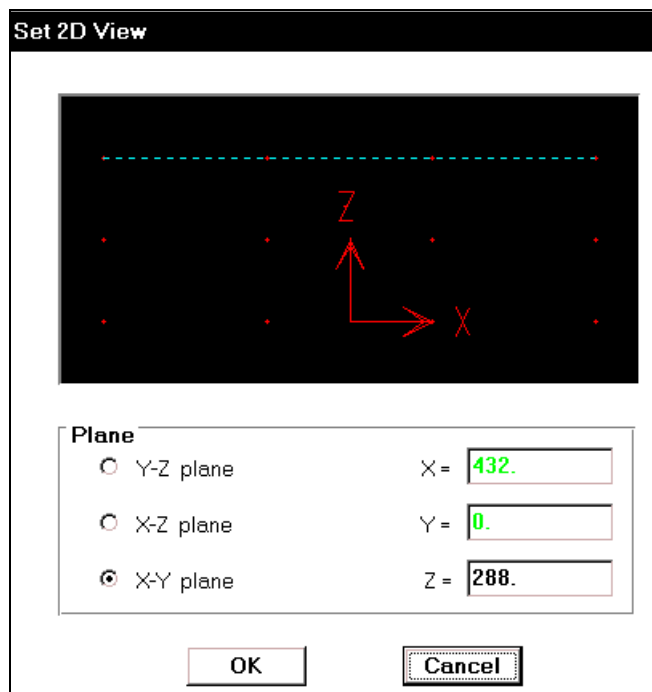 Set 2D View
Z
X
Plane
Y-Z plane X = 432.
X-Z plane Y = 0.
X-Y plane Z = 288.
OK Cancel